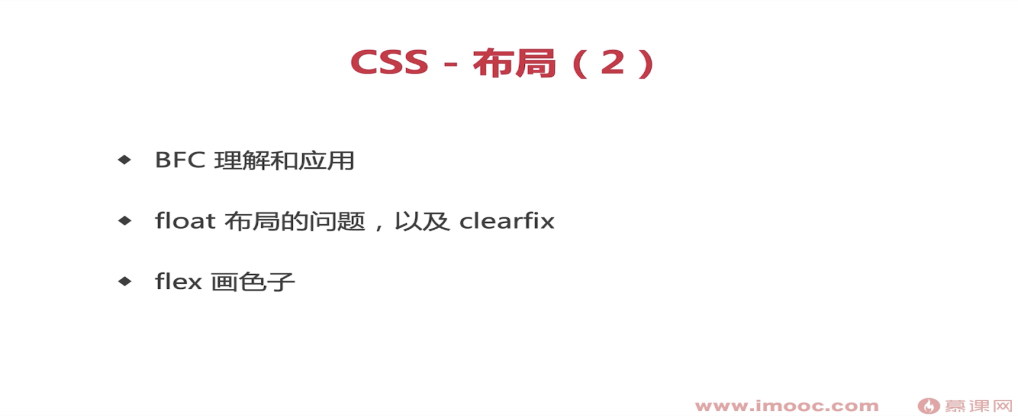 CSS - 布局（2）
BFC 理解和应用
float 布局的问题，以及 clearfix
flex 画色子
www.imooc.com 慕课网